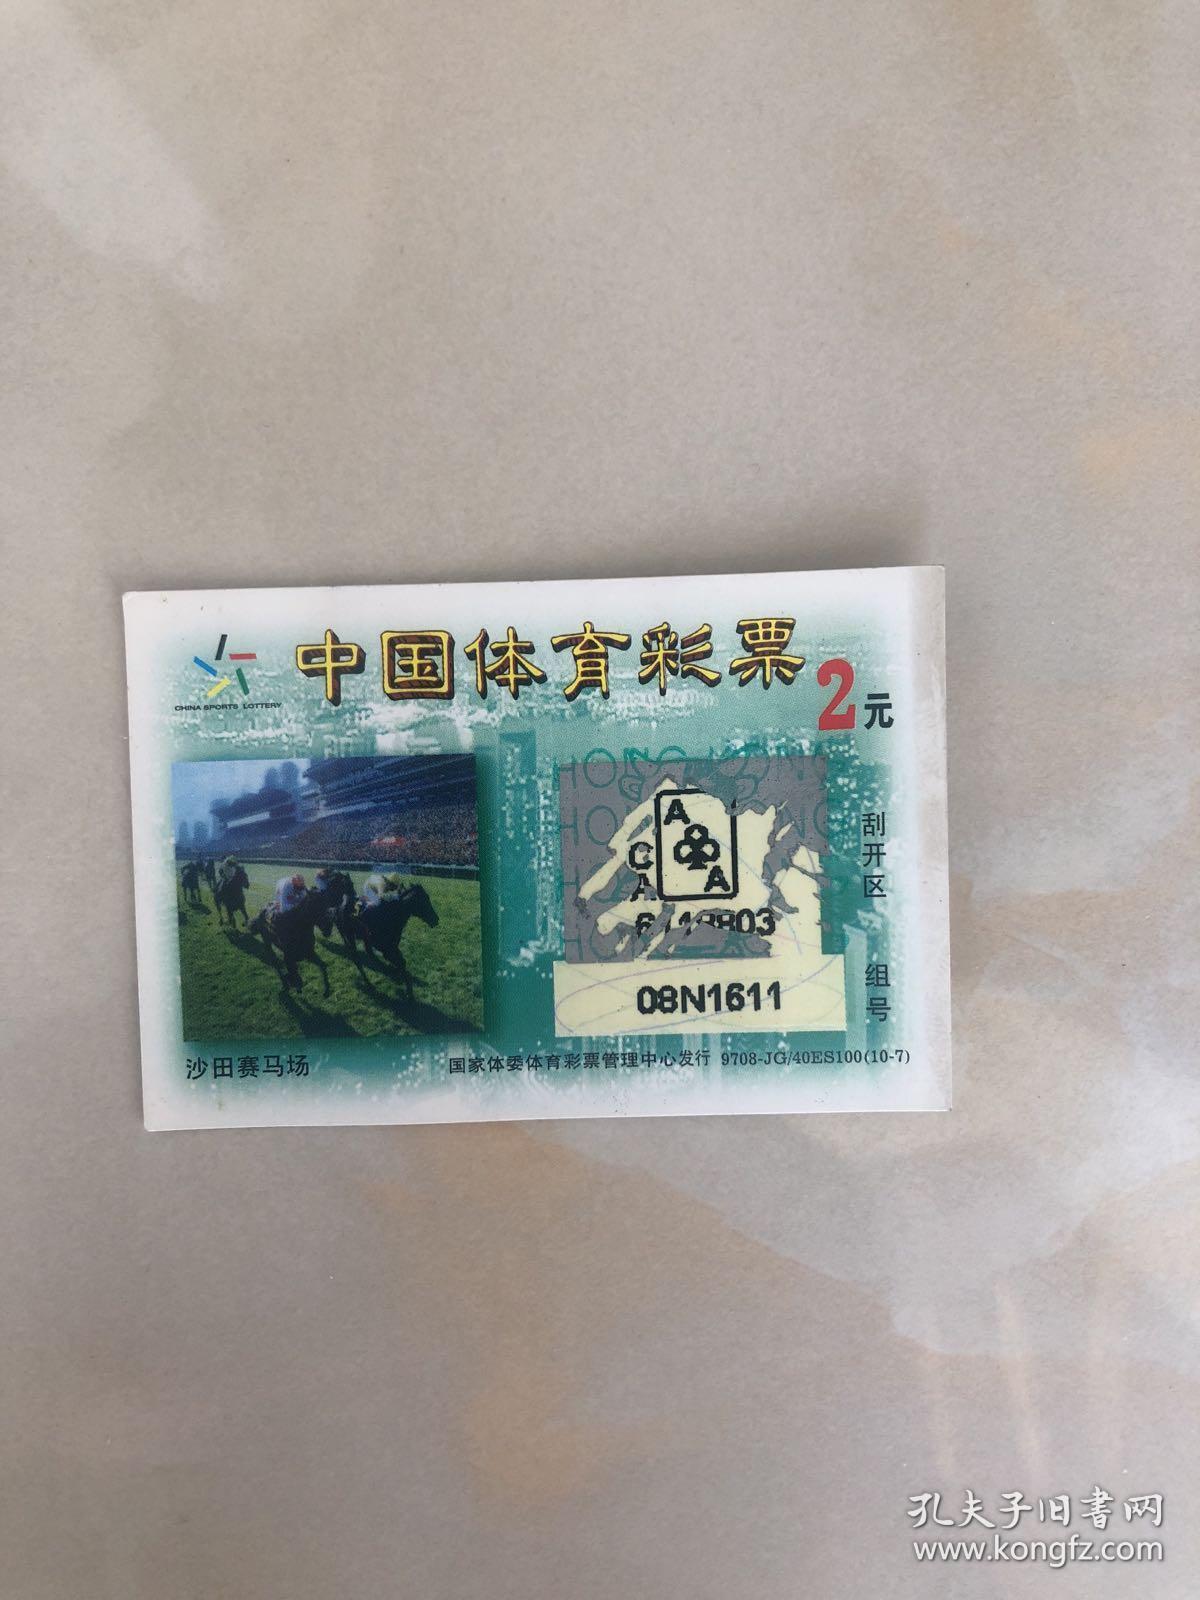 中国体育彩票
CHINA SPORTS LOTTERY
2元
HONG KONG
A
A
C
A
刮开区
08N1611
组号
沙田赛马场
国家体委体育彩票管理中心发行 9708-JG/40ES100(10-7)
孔夫子旧书网
www.kongfz.com